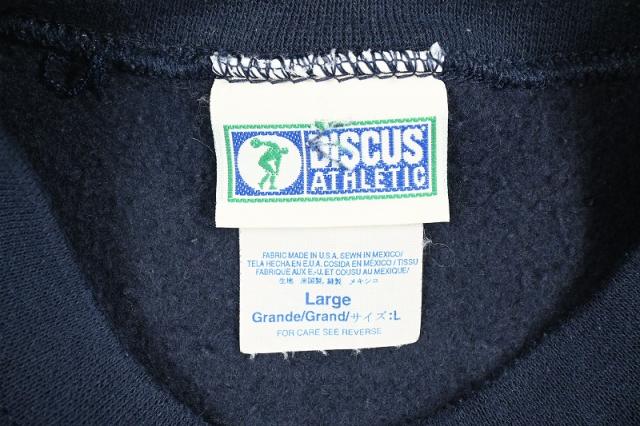 DISCUS
ATHLETIC
FABRIC MADE IN U.S.A. SEWN IN MEXICO/
TELA HECHA EN E.U.A. COSIDA EN MÉXICO / TISSU
FABRIQUÉ AUX E.-U. ET COUSU AU MEXIQUE/
生地 米国製, 縫製 メキシコ
Large
Grande/Grand/サイズ:L
FOR CARE SEE REVERSE